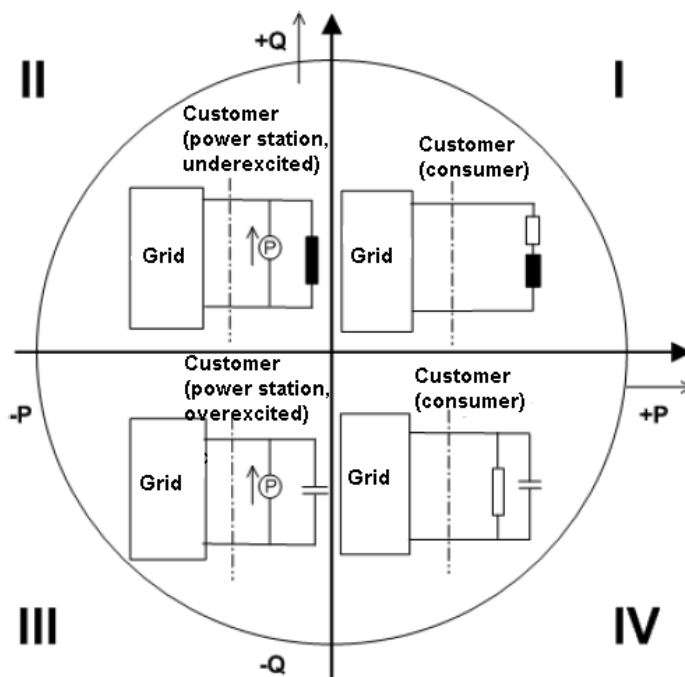 +Q
II
I
Customer
(power station,
underexcited)
Customer
(consumer)
Grid
P
Grid
Customer
(power station,
overexcited)
Customer
(consumer)
-P
+P
Grid
P
Grid
III
IV
-Q